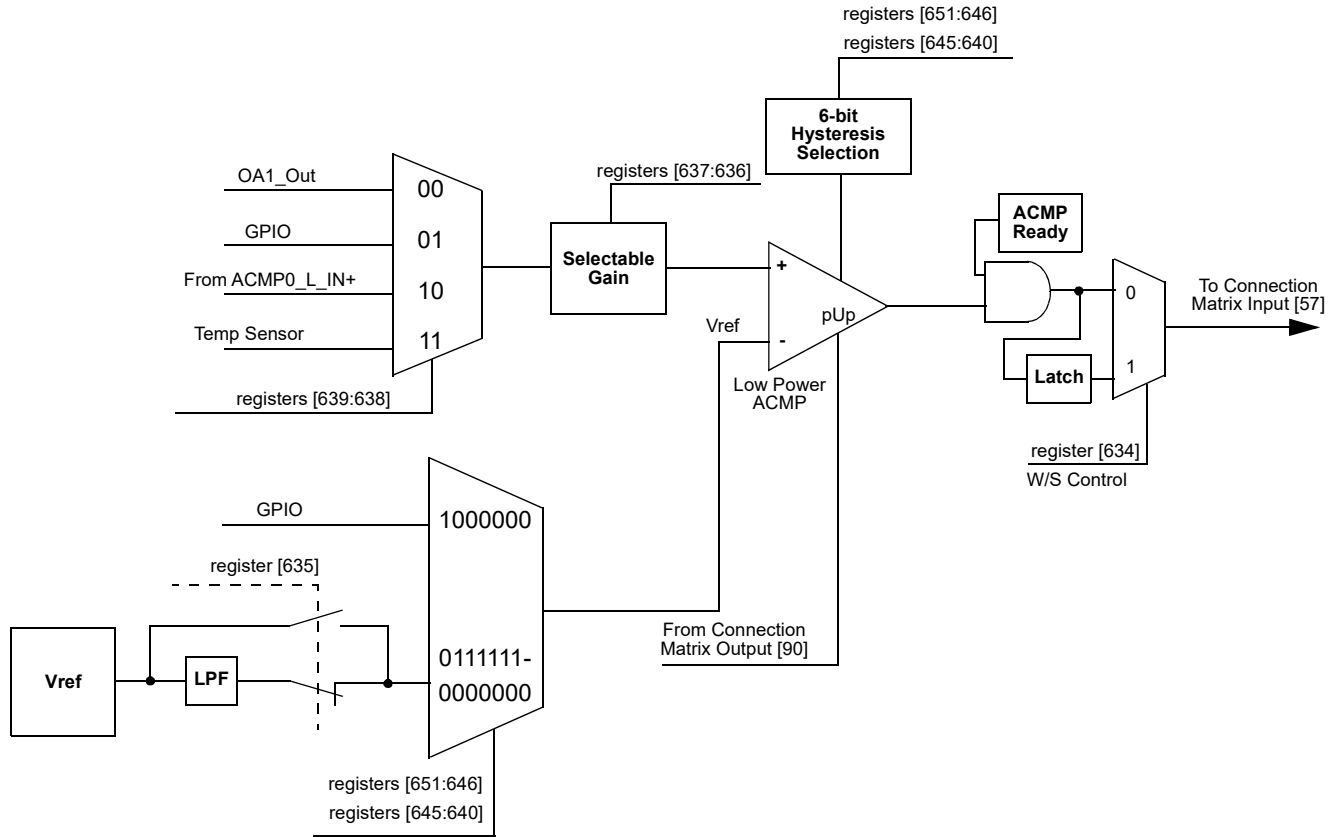 registers [651:646]
registers [645:640]
6-bit
Hysteresis
Selection
registers [637:636]
OA1_Out
GPIO
From ACMP0_L_IN+
Temp Sensor
00
01
10
11
registers [639:638]
Selectable
Gain
+
-
pUp
Vref
Low Power
ACMP
ACMP
Ready
0
1
Latch
To Connection
Matrix Input [57]
register [634]
W/S Control
GPIO
1000000
0111111-
0000000
register [635]
Vref
LPF
From Connection
Matrix Output [90]
registers [651:646]
registers [645:640]